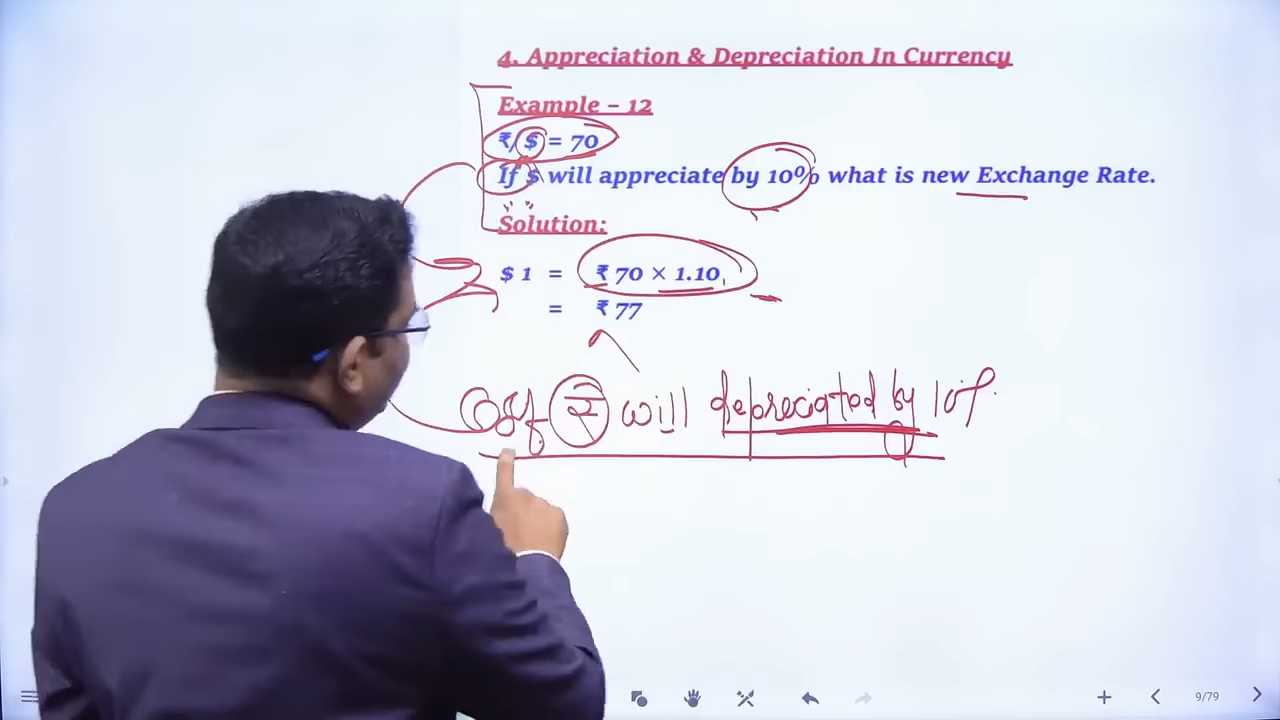 4. Appreciation & Depreciation In Currency
Example – 12
₹/$ = 70
If $ will appreciate by 10% what is new Exchange Rate.
Solution:
$ 1 = ₹ 70 × 1.10
= ₹ 77
If ₹ will depreciated by 10%.
9/79